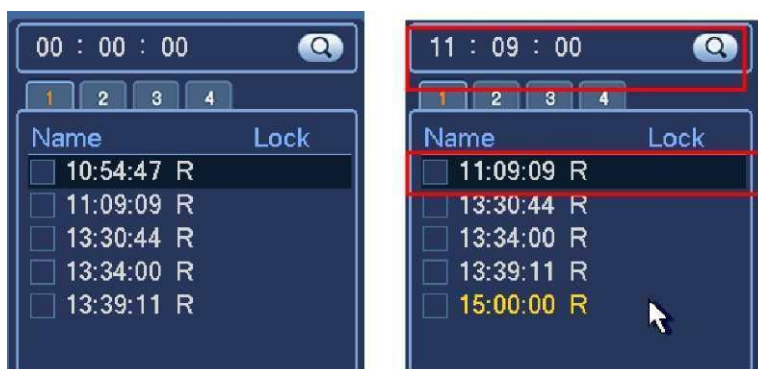 00 : 00 : 00
1 2 3 4
Name Lock
10:54:47 R
11:09:09 R
13:30:44 R
13:34:00 R
13:39:11 R
11 : 09 : 00
1 2 3 4
Name Lock
11:09:09 R
13:30:44 R
13:34:00 R
13:39:11 R
15:00:00 R